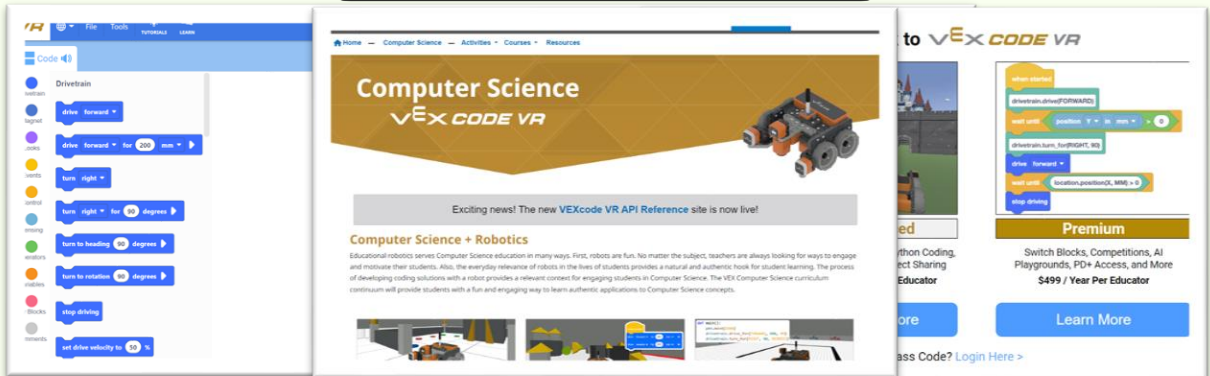 VR
File Tools
TUTORIALS LEARN
Code
Drivetrain
drive forward
drive forward for 200 mm
turn right
turn right for 90 degrees
turn to heading 90 degrees
turn to rotation 90 degrees
stop driving
set drive velocity to 50 %
Home — Computer Science — Activities Courses Resources
Computer Science
VEX CODE VR
Exciting news! The new VEXcode VR API Reference site is now live!
Computer Science + Robotics
Educational robotics serves Computer Science education in many ways. First, robots are fun. No matter the subject, teachers are always looking for ways to engage
and motivate their students. Also, the everyday relevance of robots in the lives of students provides a natural and authentic hook for student learning. The process
of developing coding solutions with a robot provides a relevant context for engaging students in Computer Science. The VEX Computer Science curriculum
continuum will provide students with a fun and engaging way to learn authentic applications to Computer Science concepts.
to VEX CODE VR
when started
drivetrain.drive(FORWARD)
wait until position Y in mm > 0
drivetrain.turn_for(RIGHT, 90)
drive forward
wait until location.position(X, MM) > 0
stop driving
Premium
Coding,
Sharing
Educator
Switch Blocks, Competitions, AI
Playgrounds, PD+ Access, and More
$499 / Year Per Educator
Learn More
Code? Login Here >